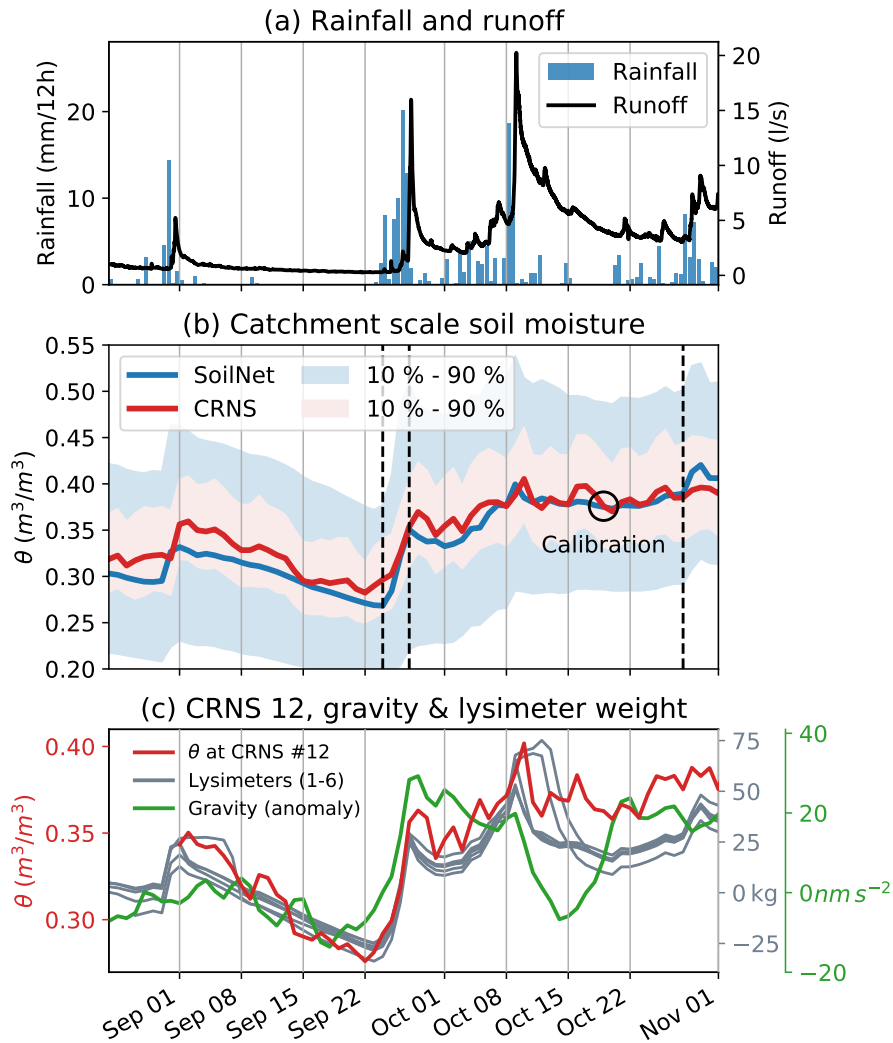 (a) Rainfall and runoff
Rainfall (mm/12h)
20
10
0
Rainfall
Runoff
20
15
10
5
0
Runoff (l/s)
(b) Catchment scale soil moisture
θ (m³/m³)
0.55
0.50
0.45
0.40
0.35
0.30
0.25
0.20
SoilNet 10 % - 90 %
CRNS 10 % - 90 %
Calibration
(c) CRNS 12, gravity & lysimeter weight
θ (m³/m³)
0.40
0.35
0.30
θ at CRNS #12
Lysimeters (1-6)
Gravity (anomaly)
75
50
25
0 kg
−25
40
20
0nm s⁻²
−20
Sep 01 Sep 08 Sep 15 Sep 22 Oct 01 Oct 08 Oct 15 Oct 22 Nov 01